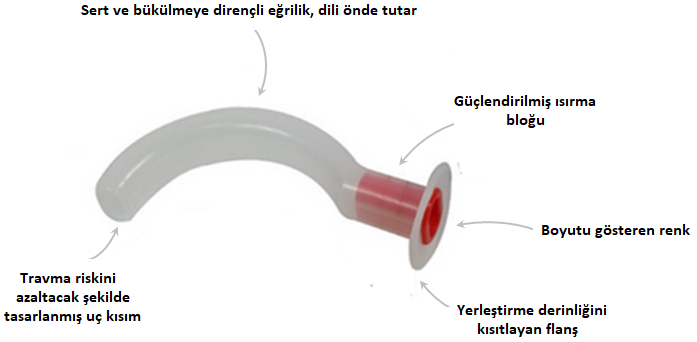 Sert ve bükülmeye dirençli eğrilik, dili önde tutar
Güçlendirilmiş ısırma
bloğu
Boyutu gösteren renk
Travma riskini
azaltacak şekilde
tasarlanmış uç kısım
Yerleştirme derinliğini
kısıtlayan flanş